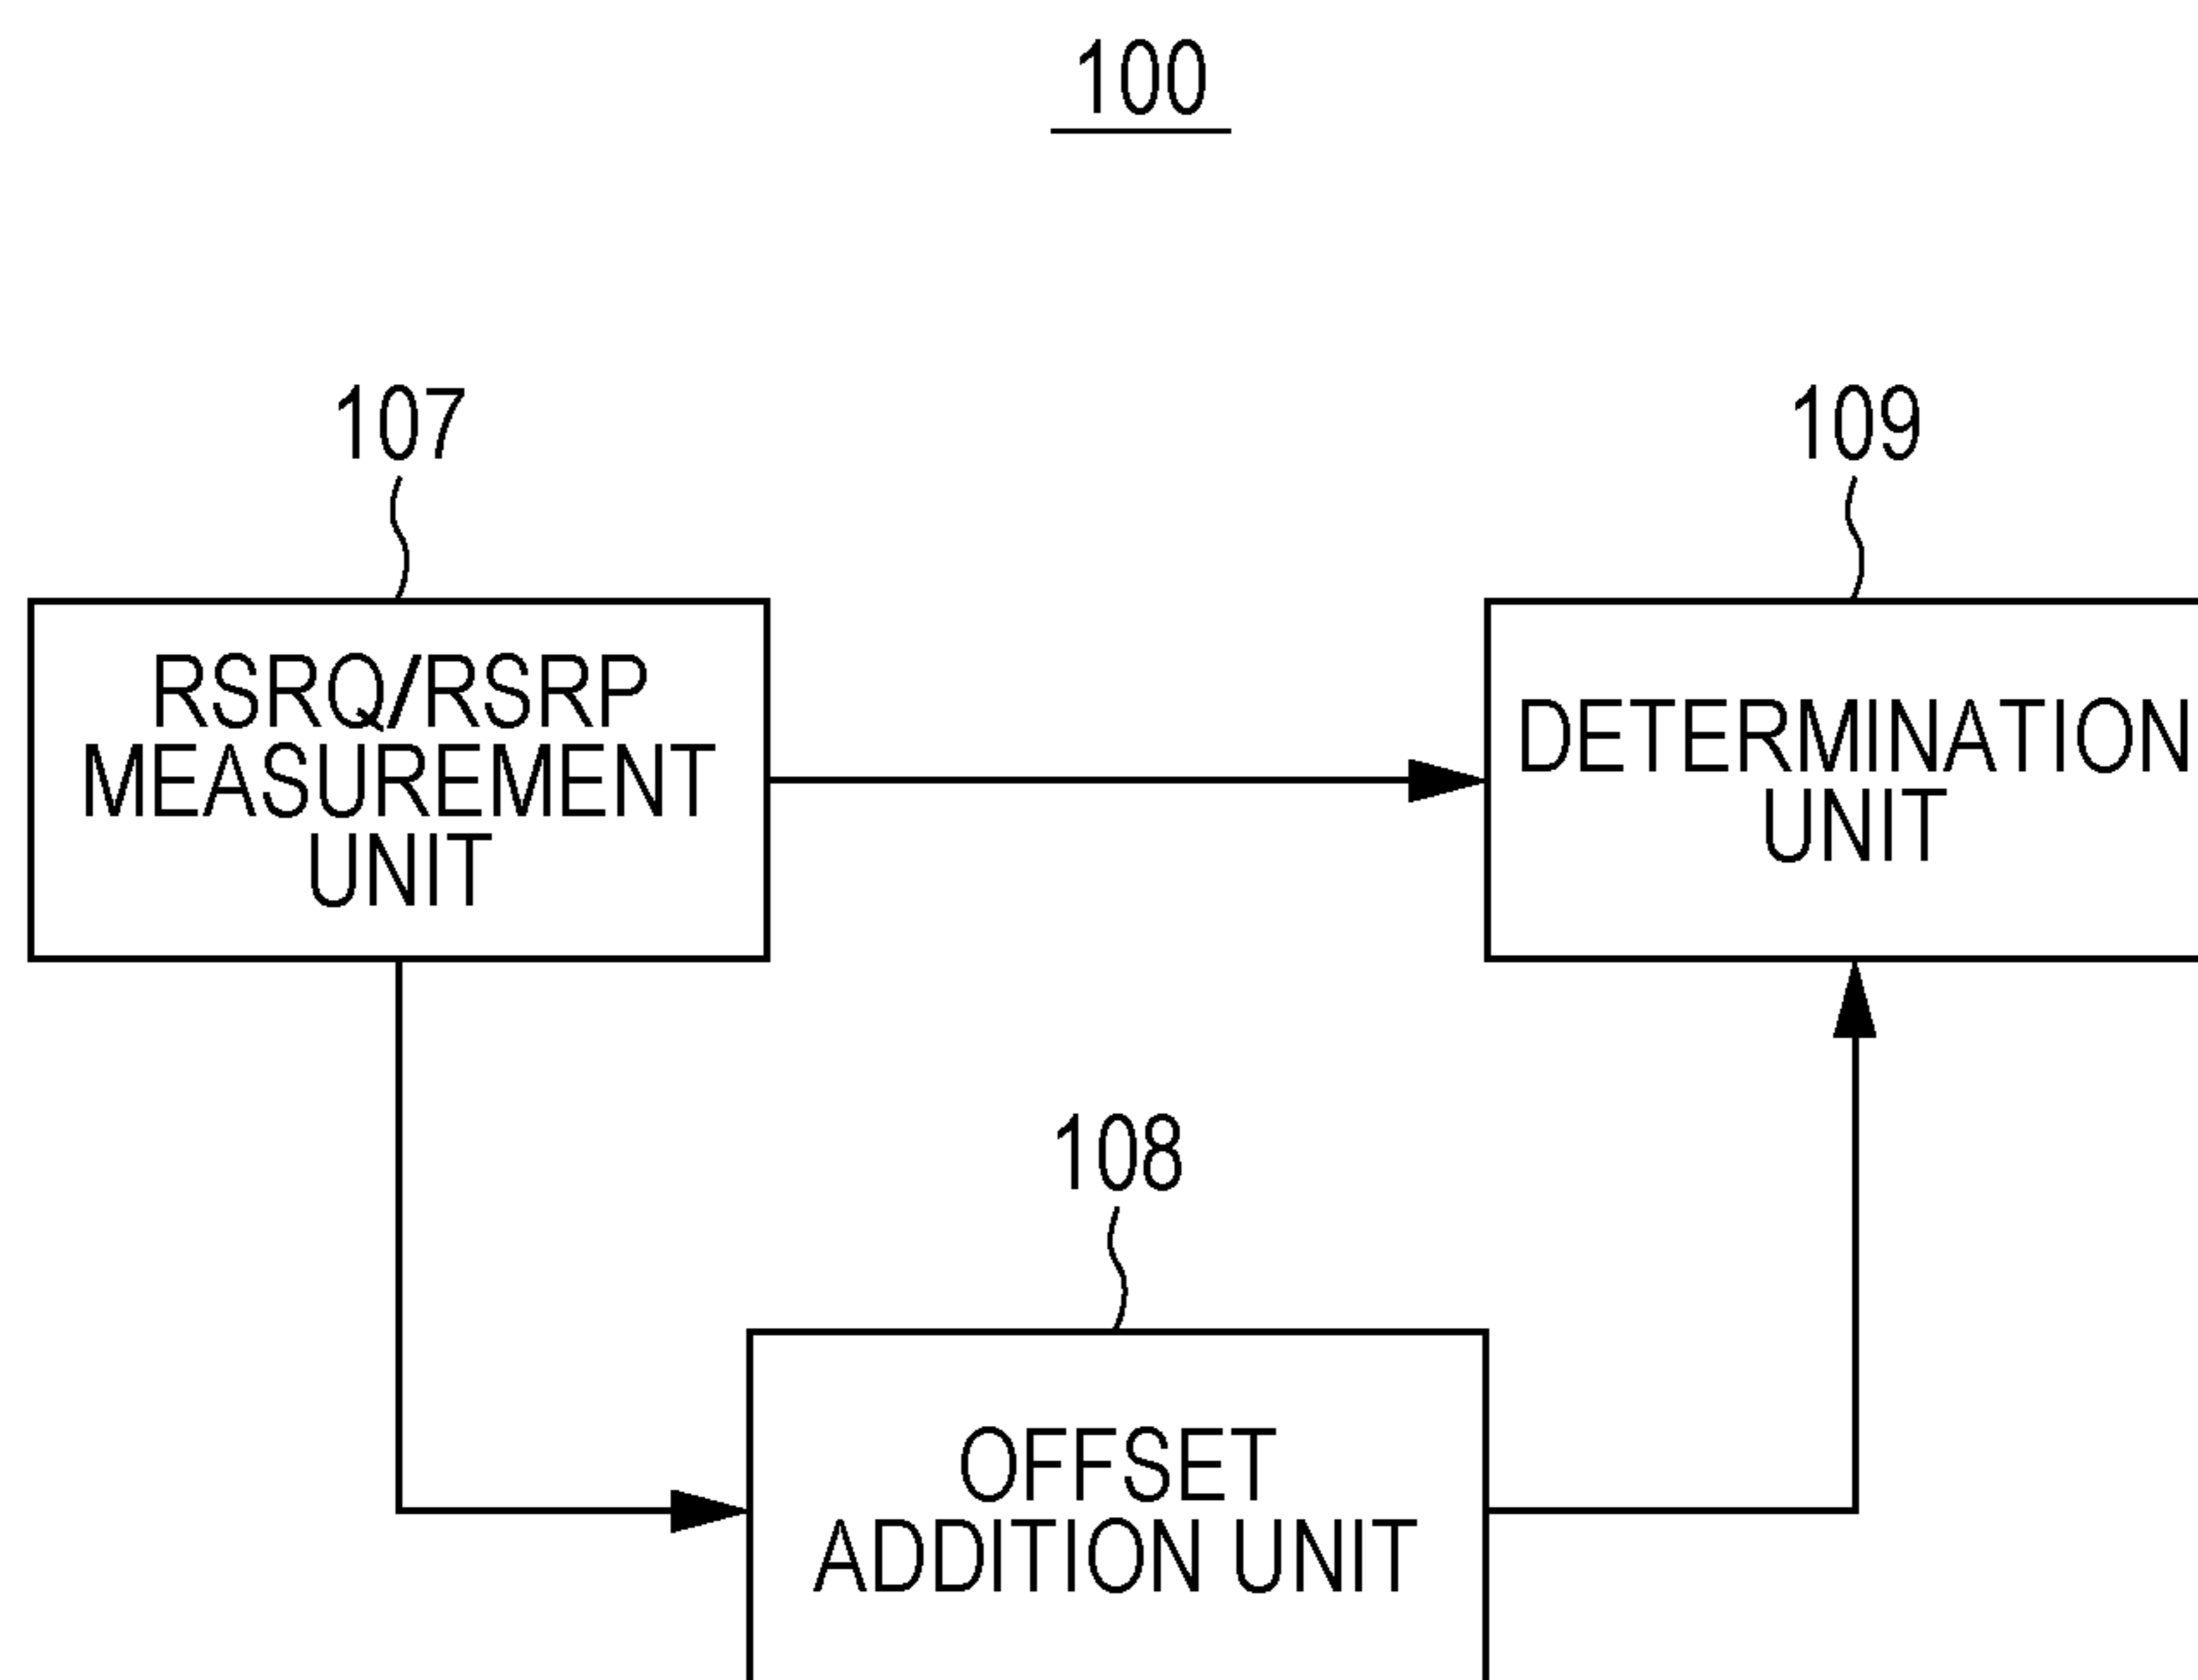 100
107
109
RSRQ/RSRP
MEASUREMENT
UNIT
DETERMINATION
UNIT
108
OFFSET
ADDITION UNIT